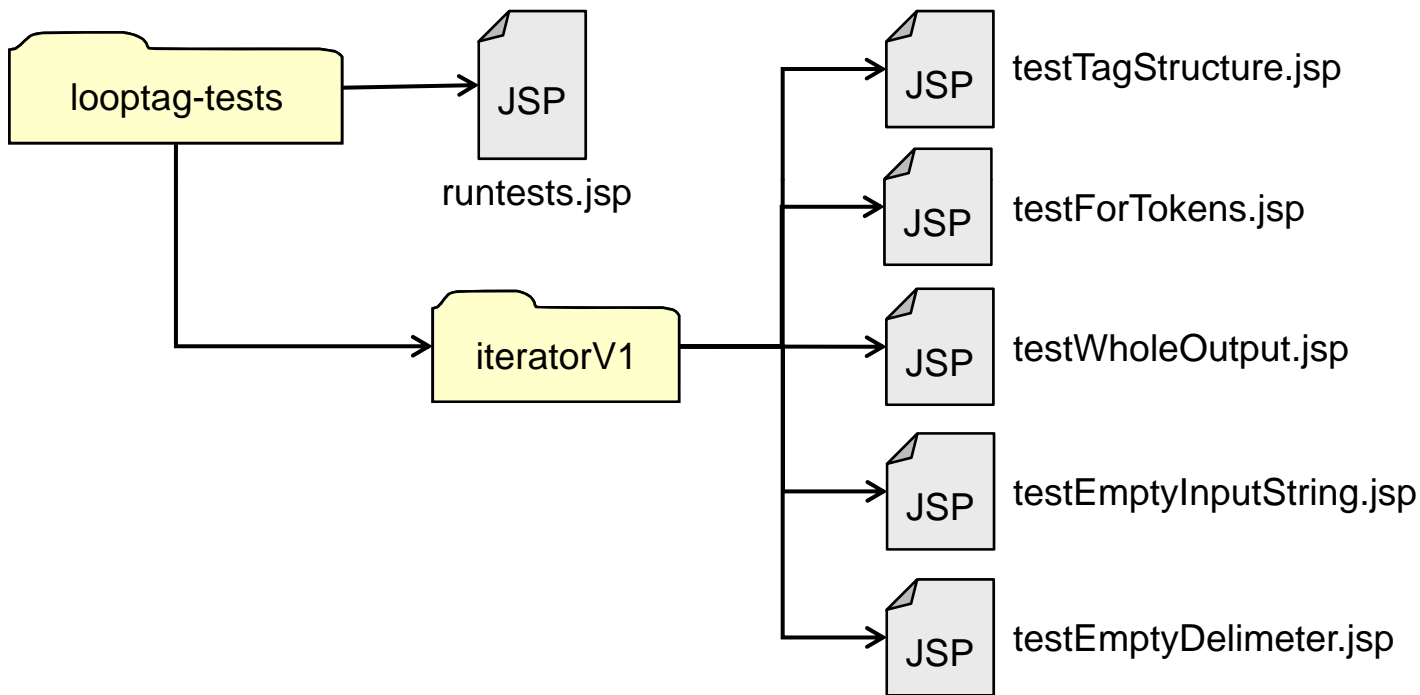 looptag-tests
JSP
runtests.jsp
iteratorV1
JSP
testTagStructure.jsp
JSP
testForTokens.jsp
JSP
testWholeOutput.jsp
JSP
testEmptyInputString.jsp
JSP
testEmptyDelimeter.jsp